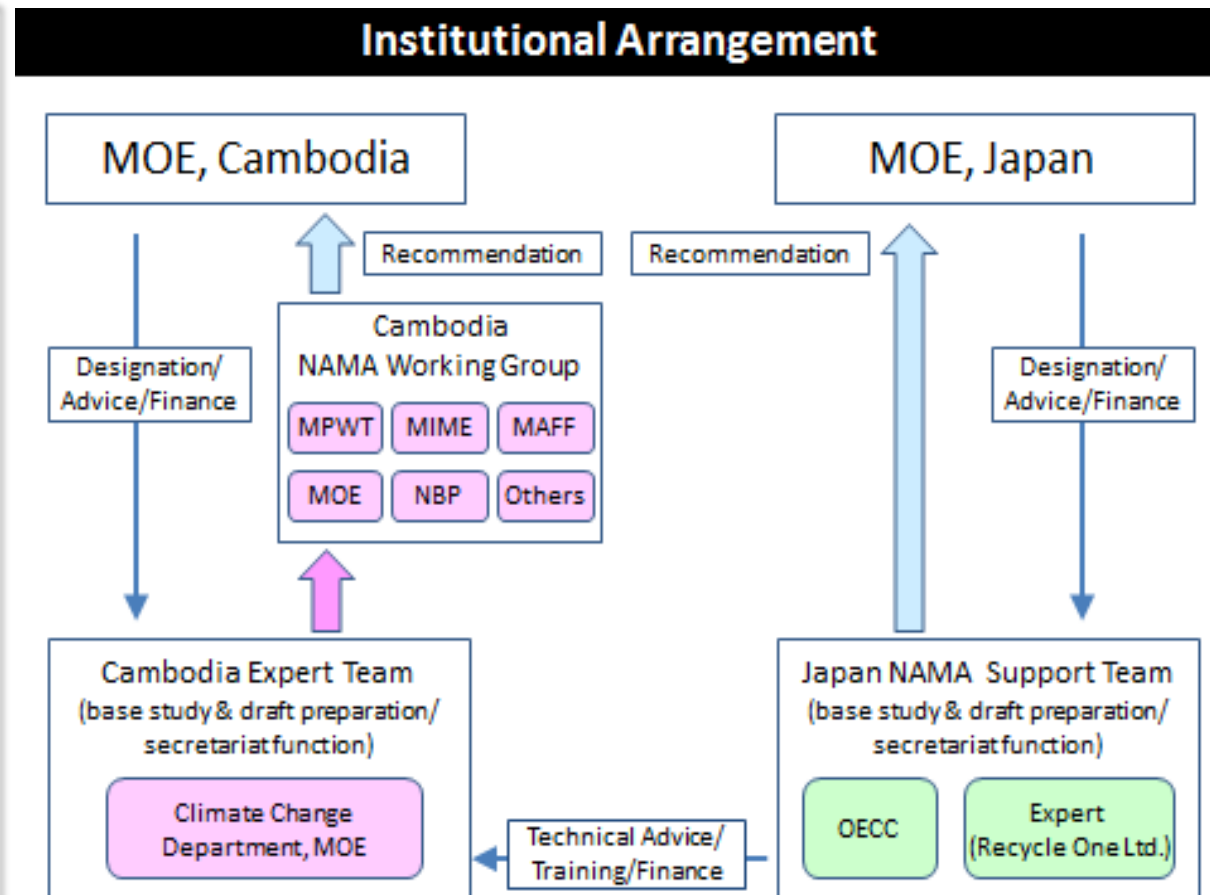 Institutional Arrangement
MOE, Cambodia
MOE, Japan
Recommendation
Recommendation
Cambodia
NAMA Working Group
MPWT
MIME
MAFF
MOE
NBP
Others
Designation/
Advice/Finance
Designation/
Advice/Finance
Cambodia Expert Team
(base study & draft preparation/
secretariat function)
Climate Change
Department, MOE
Technical Advice/
Training/Finance
Japan NAMA Support Team
(base study & draft preparation/
secretariat function)
OECC
Expert
(Recycle One Ltd.)